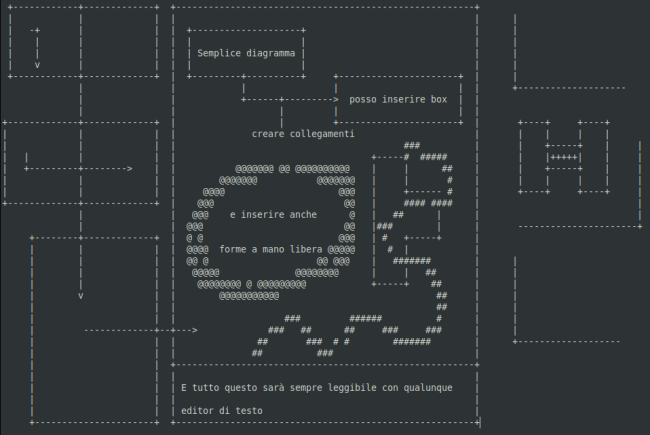 Semplice diagramma
posso inserire box
creare collegamenti
e inserire anche
forme a mano libera
E tutto questo sarà sempre leggibile con qualunque
editor di testo